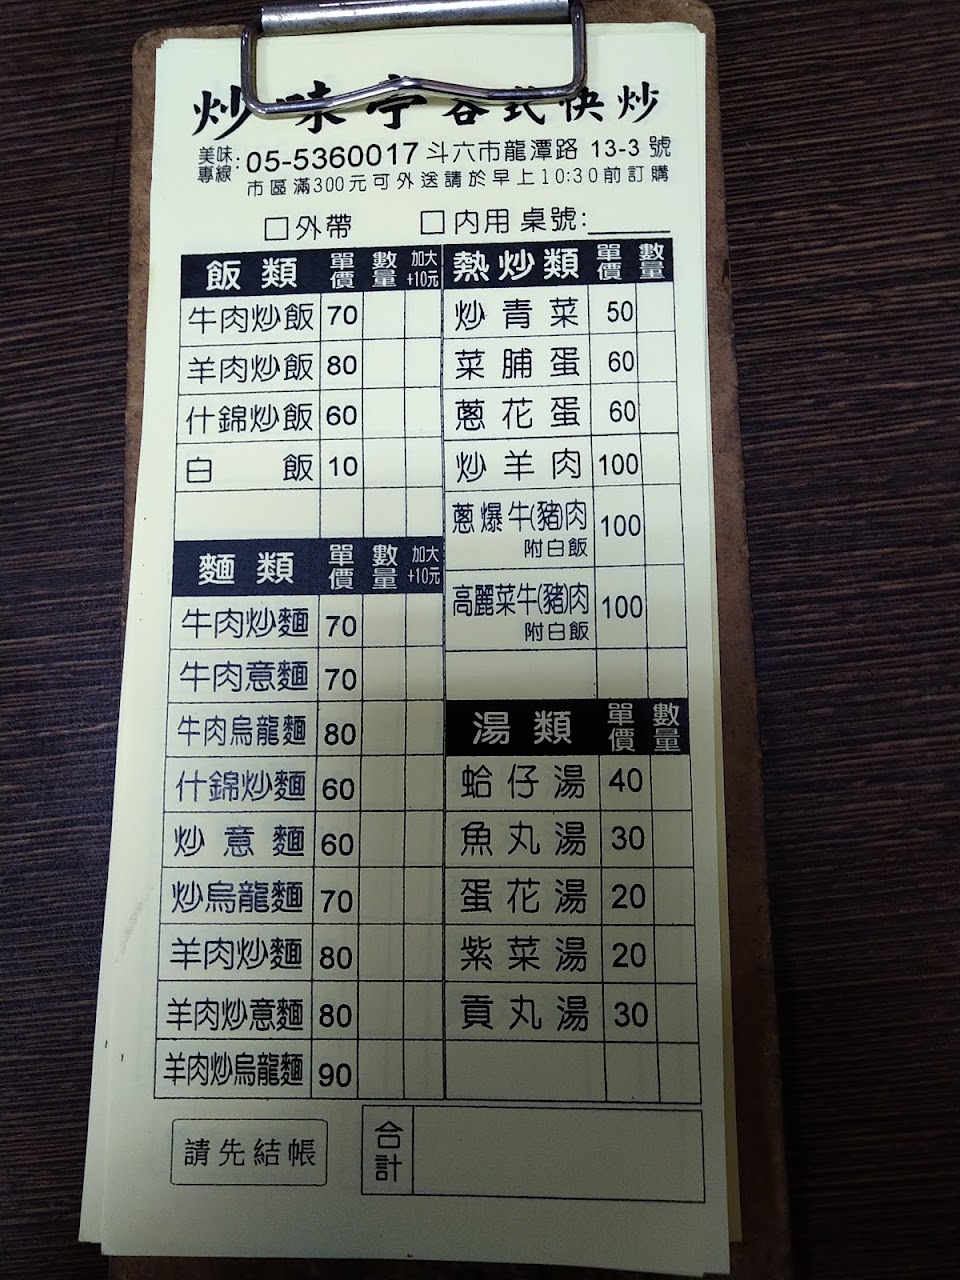 炒味亭各式快炒
美味專線:05-5360017 斗六市龍潭路 13-3 號
市區滿300元可外送請於早上10:30前訂購
□外帶 □內用 桌號:______
飯類 單價 數量 加大+10元
牛肉炒飯 70
羊肉炒飯 80
什錦炒飯 60
白飯 10
麵類 單價 數量 加大+10元
牛肉炒麵 70
牛肉意麵 70
牛肉烏龍麵 80
什錦炒麵 60
炒意麵 60
炒烏龍麵 70
羊肉炒麵 80
羊肉炒意麵 80
羊肉炒烏龍麵 90
熱炒類 單價 數量
炒青菜 50
菜脯蛋 60
蔥花蛋 60
炒羊肉 100
蔥爆牛(豬)肉 100
附白飯
高麗菜牛(豬)肉 100
附白飯
湯類 單價 數量
蛤仔湯 40
魚丸湯 30
蛋花湯 20
紫菜湯 20
貢丸湯 30
請先結帳
合計